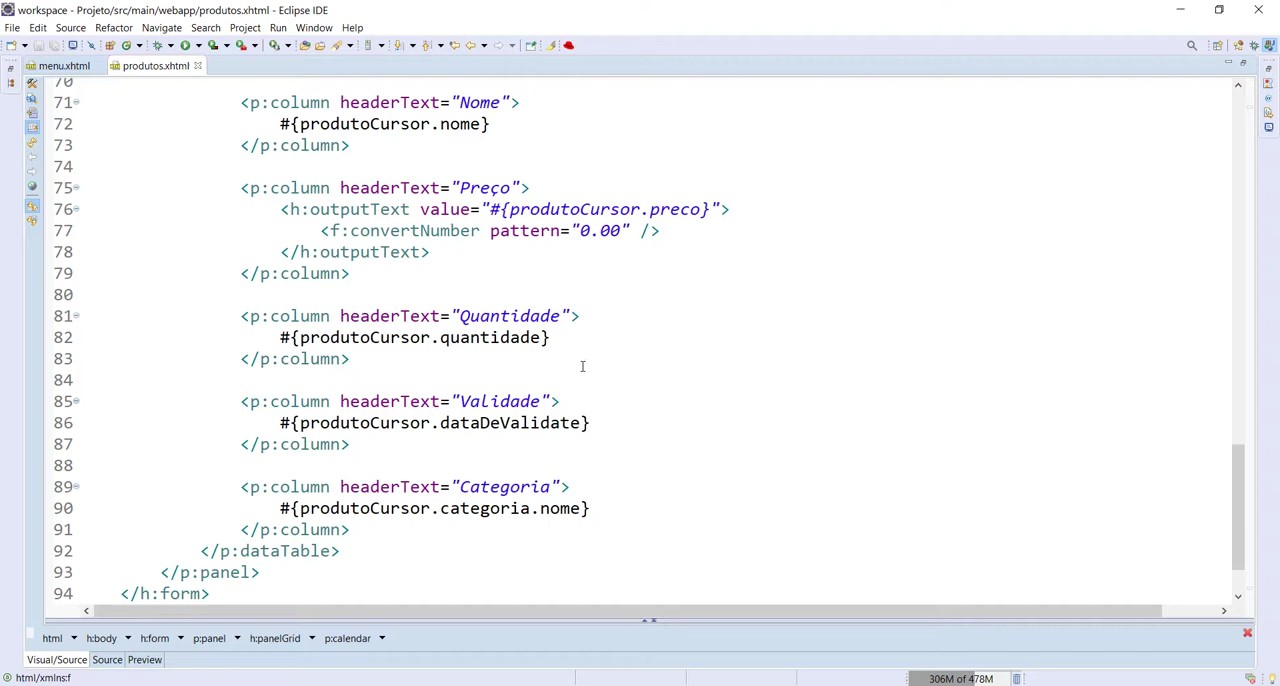 workspace - Projeto/src/main/webapp/produtos.xhtml - Eclipse IDE
File Edit Source Refactor Navigate Search Project Run Window Help
menu.xhtml produtos.xhtml
70
71 <p:column headerText="Nome">
72 #{produtoCursor.nome}
73 </p:column>
74
75 <p:column headerText="Preço">
76 <h:outputText value="#{produtoCursor.preco}">
77 <f:convertNumber pattern="0.00" />
78 </h:outputText>
79 </p:column>
80
81 <p:column headerText="Quantidade">
82 #{produtoCursor.quantidade}
83 </p:column>
84
85 <p:column headerText="Validade">
86 #{produtoCursor.dataDeValidate}
87 </p:column>
88
89 <p:column headerText="Categoria">
90 #{produtoCursor.categoria.nome}
91 </p:column>
92 </p:dataTable>
93 </p:panel>
94 </h:form>
html h:body h:form p:panel h:panelGrid p:calendar
Visual/Source Source Preview
html/xmlns:f 306M of 478M